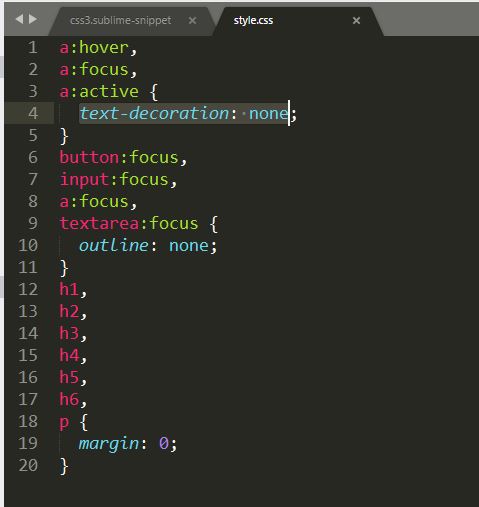 css3.sublime-snippet × style.css ×
1 a:hover,
2 a:focus,
3 a:active {
4 text-decoration: none;
5 }
6 button:focus,
7 input:focus,
8 a:focus,
9 textarea:focus {
10 outline: none;
11 }
12 h1,
13 h2,
14 h3,
15 h4,
16 h5,
17 h6,
18 p {
19 margin: 0;
20 }